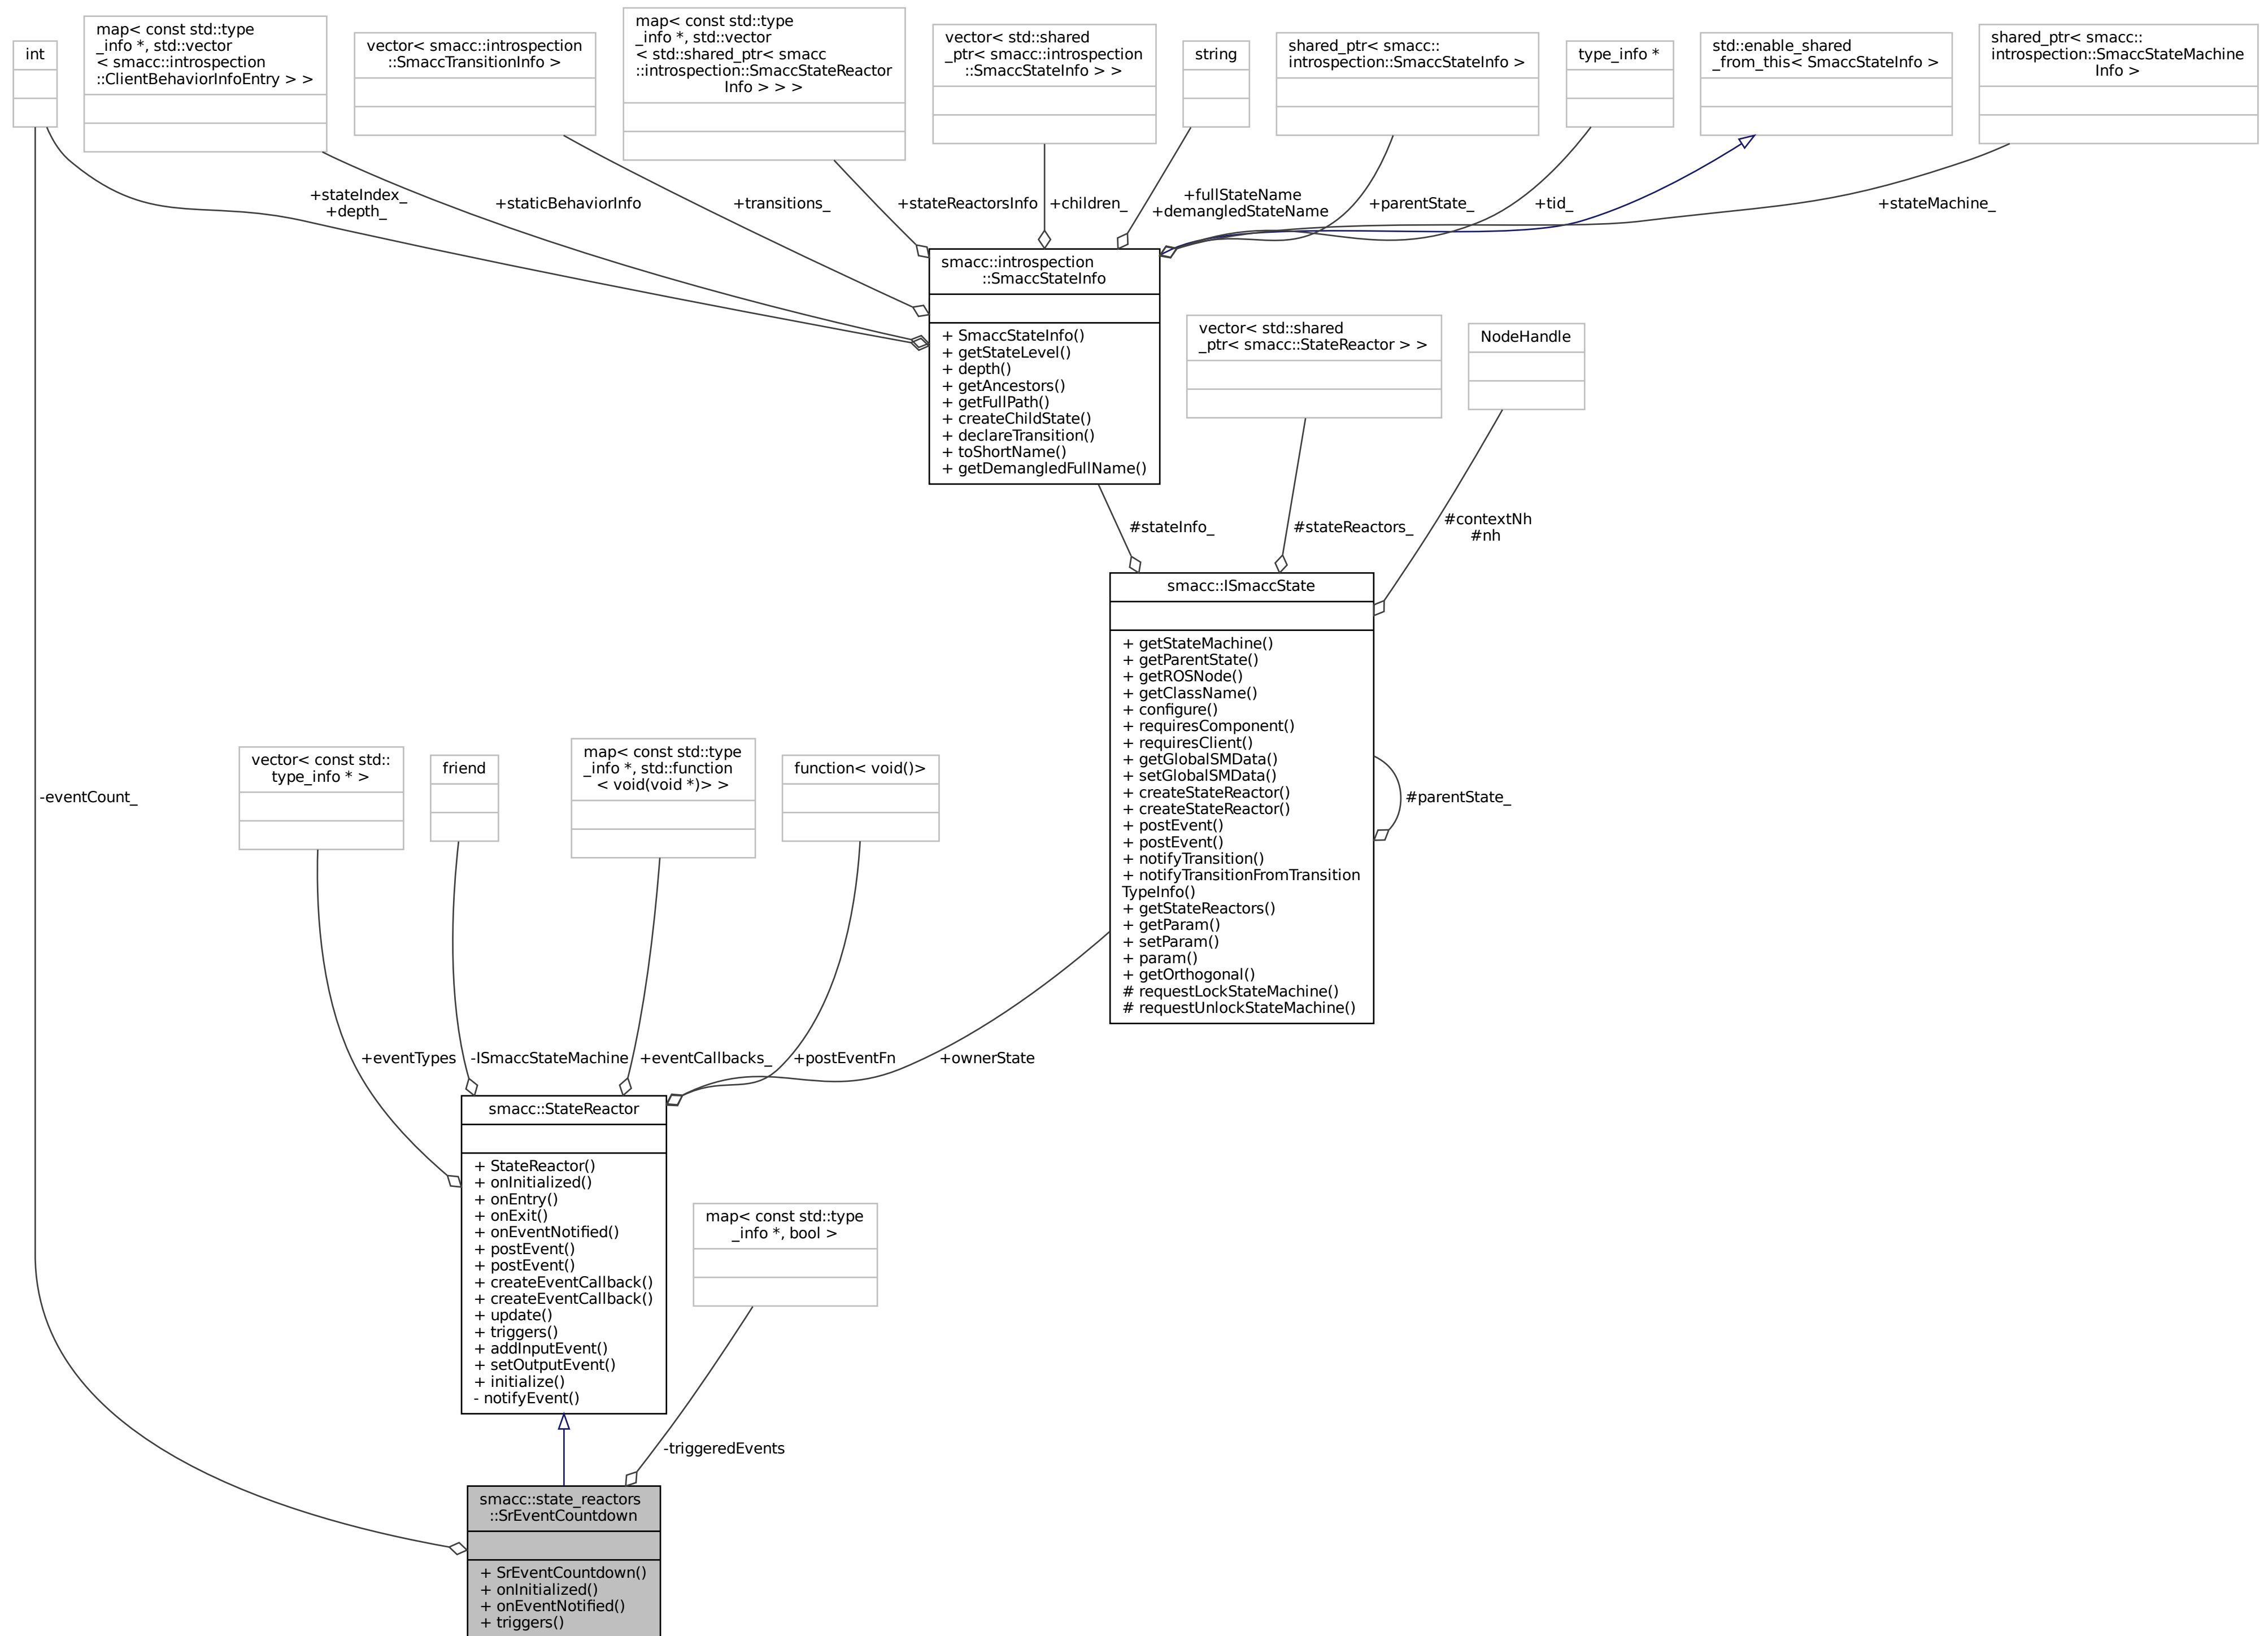 int
map< const std::type
_info *, std::vector
< smacc::introspection
::ClientBehaviorInfoEntry > >
vector< smacc::introspection
::SmaccTransitionInfo >
map< const std::type
_info *, std::vector
< std::shared_ptr< smacc
::introspection::SmaccStateReactor
Info > > >
vector< std::shared
_ptr< smacc::introspection
::SmaccStateInfo > >
string
shared_ptr< smacc::
introspection::SmaccStateInfo >
type_info *
std::enable_shared
_from_this< SmaccStateInfo >
shared_ptr< smacc::
introspection::SmaccStateMachine
Info >
+stateIndex_
+depth_
+staticBehaviorInfo
+transitions_
+stateReactorsInfo
+children_
+fullStateName
+demangledStateName
+parentState_
+tid_
+stateMachine_
smacc::introspection
::SmaccStateInfo
+ SmaccStateInfo()
+ getStateLevel()
+ depth()
+ getAncestors()
+ getFullPath()
+ createChildState()
+ declareTransition()
+ toShortName()
+ getDemangledFullName()
vector< std::shared
_ptr< smacc::StateReactor > >
NodeHandle
#stateInfo_
#stateReactors_
#contextNh
#nh
smacc::ISmaccState
+ getStateMachine()
+ getParentState()
+ getROSNode()
+ getClassName()
+ configure()
+ requiresComponent()
+ requiresClient()
+ getGlobalSMData()
+ setGlobalSMData()
+ createStateReactor()
+ createStateReactor()
+ postEvent()
+ postEvent()
+ notifyTransition()
+ notifyTransitionFromTransition
TypeInfo()
+ getStateReactors()
+ getParam()
+ setParam()
+ param()
+ getOrthogonal()
# requestLockStateMachine()
# requestUnlockStateMachine()
#parentState_
-eventCount_
vector< const std::
type_info * >
friend
map< const std::type
_info *, std::function
< void(void *)> >
function< void()>
+eventTypes
-ISmaccStateMachine
+eventCallbacks_
+postEventFn
+ownerState
smacc::StateReactor
+ StateReactor()
+ onInitialized()
+ onEntry()
+ onExit()
+ onEventNotified()
+ postEvent()
+ postEvent()
+ createEventCallback()
+ createEventCallback()
+ update()
+ triggers()
+ addInputEvent()
+ setOutputEvent()
+ initialize()
- notifyEvent()
map< const std::type
_info *, bool >
-triggeredEvents
smacc::state_reactors
::SrEventCountdown
+ SrEventCountdown()
+ onInitialized()
+ onEventNotified()
+ triggers()